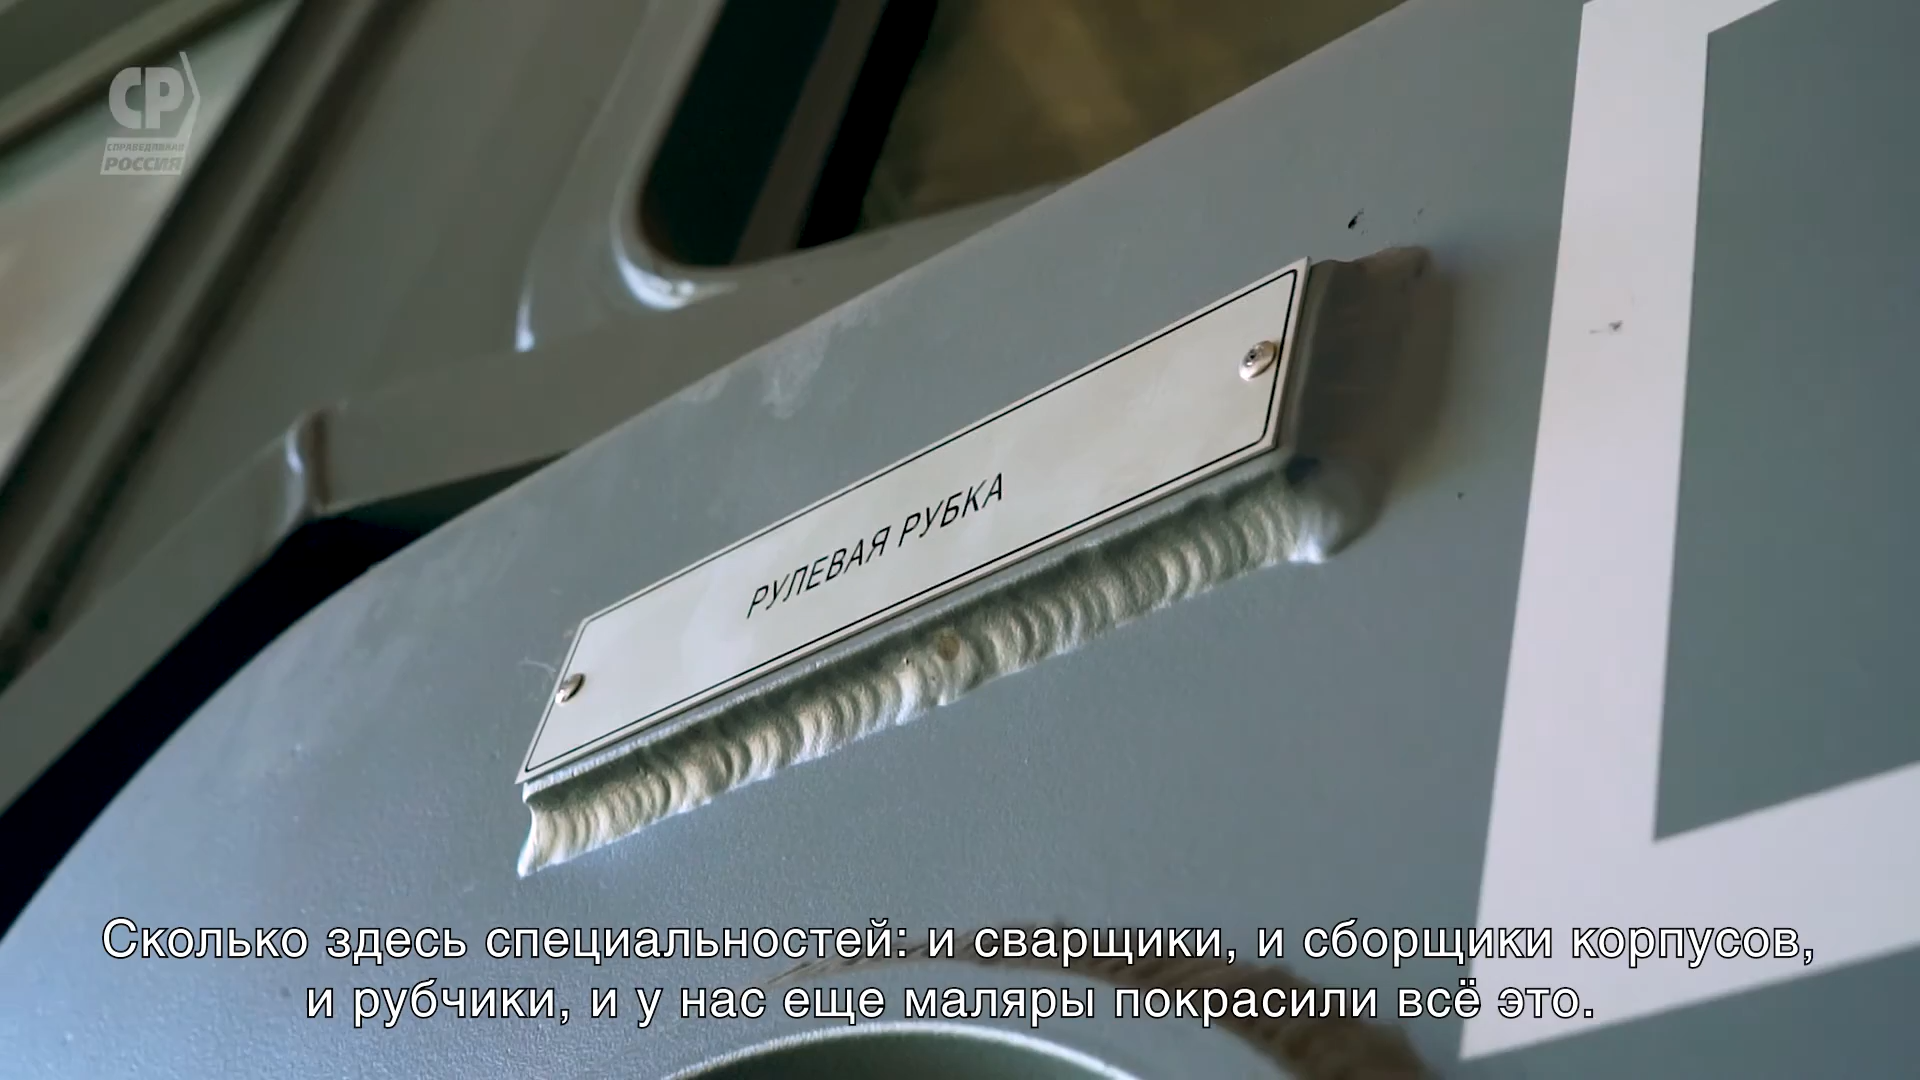 СР
СПРАВЕДЛИВАЯ
РОССИЯ
РУЛЕВАЯ РУБКА
Сколько здесь специальностей: и сварщики, и сборщики корпусов,
и рубчики, и у нас еще маляры покрасили всё это.